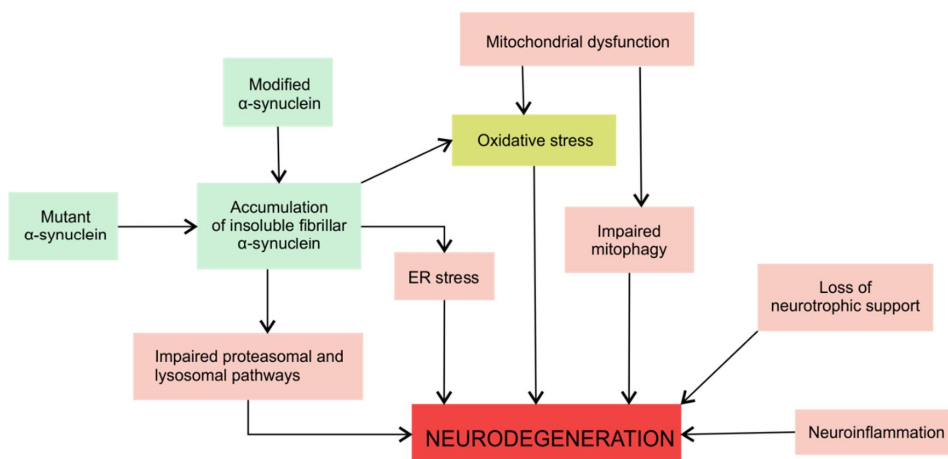 Mitochondrial dysfunction
Modified
α-synuclein
Oxidative stress
Mutant
α-synuclein
Accumulation
of insoluble fibrillar
α-synuclein
Impaired
mitophagy
ER stress
Loss of
neurotrophic support
Impaired proteasomal and
lysosomal pathways
NEURODEGENERATION
Neuroinflammation